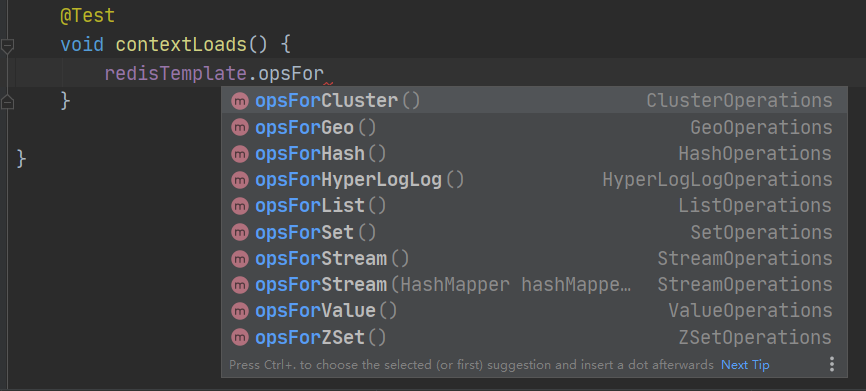 @Test
void contextLoads() {
redisTemplate.opsFor
}
}
m opsForCluster() ClusterOperations
m opsForGeo() GeoOperations
m opsForHash() HashOperations
m opsForHyperLogLog() HyperLogLogOperations
m opsForList() ListOperations
m opsForSet() SetOperations
m opsForStream() StreamOperations
m opsForStream(HashMapper hashMappe… StreamOperations
m opsForValue() ValueOperations
m opsForZSet() ZSetOperations
Press Ctrl+. to choose the selected (or first) suggestion and insert a dot afterwards Next Tip